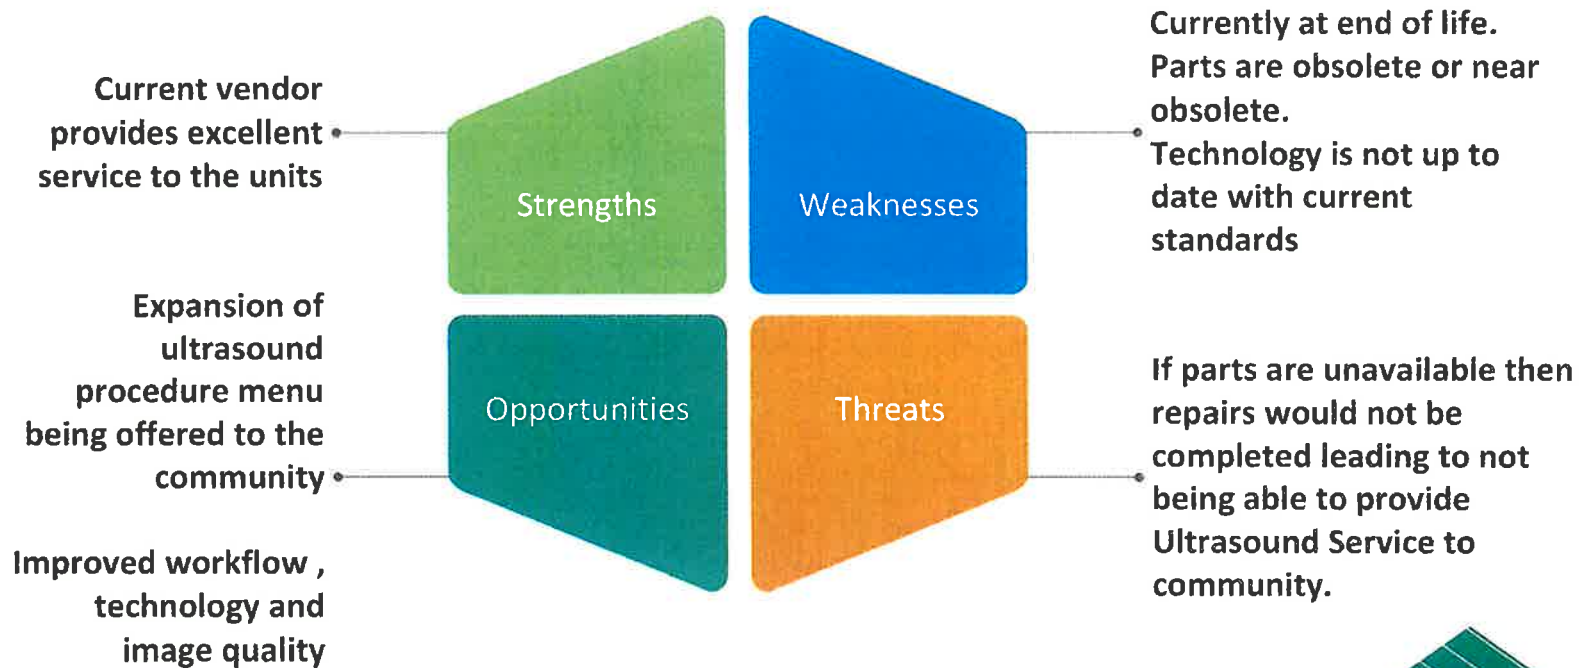 Current vendor
provides excellent
service to the units
Strengths
Weaknesses
Currently at end of life.
Parts are obsolete or near
obsolete.
Technology is not up to
date with current
standards
Expansion of
ultrasound
procedure menu
being offered to the
community
Improved workflow ,
technology and
image quality
Opportunities
Threats
If parts are unavailable then
repairs would not be
completed leading to not
being able to provide
Ultrasound Service to
community.